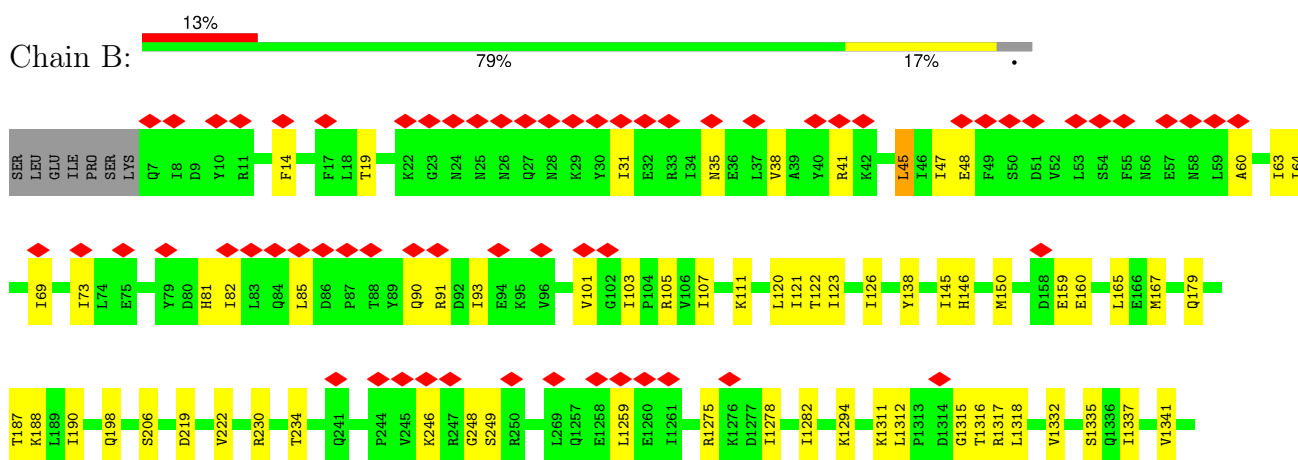 13%
Chain B:
79% 17% •
SER LEU GLU ILE PRO SER LYS Q7 I8 D9 Y10 R11 F14 F17 L18 T19 K22 G23 N24 N25 N26 Q27 N28 K29 Y30 I31 E32 R33 I34 N35 E36 L37 V38 A39 Y40 R41 K42 L45 I46 I47 E48 F49 S50 D51 V52 L53 S54 F55 N56 E57 N58 L59 A60 I63 I64
I69 I73 L74 E75 Y79 D80 H81 I82 L83 Q84 L85 D86 P87 T88 Y89 Q90 R91 D92 I93 E94 K95 V96 V101 G102 I103 P104 R105 V106 I107 K111 L120 I121 T122 I123 I126 Y138 I145 H146 M150 D158 E159 E160 L165 E166 M167 Q179
T187 K188 L189 I190 Q198 S206 D219 V222 R230 T234 Q241 P244 V245 K246 R247 G248 S249 R250 L269 Q1257 E1258 L1259 E1260 I1261 R1275 K1276 D1277 I1278 I1282 K1294 K1311 L1312 P1313 D1314 G1315 T1316 R1317 L1318 V1332 S1335 Q1336 I1337 V1341